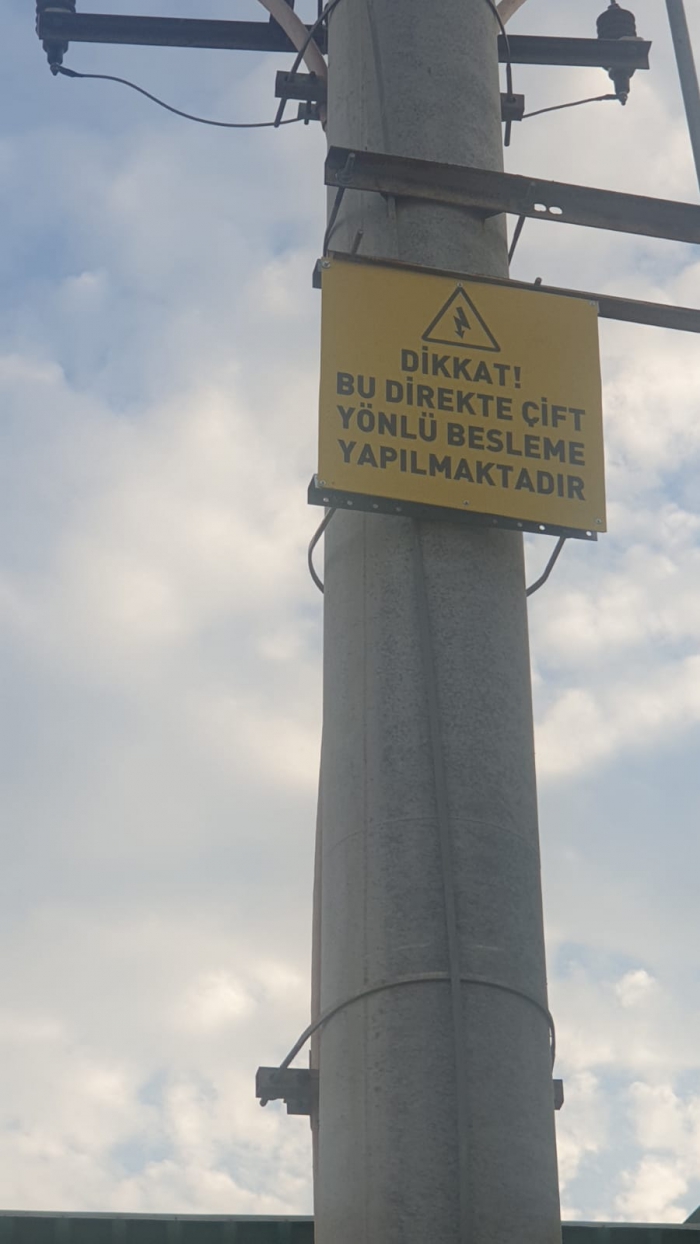 DİKKAT!
BU DİREKTE ÇİFT
YÖNLÜ BESLEME
YAPILMAKTADIR